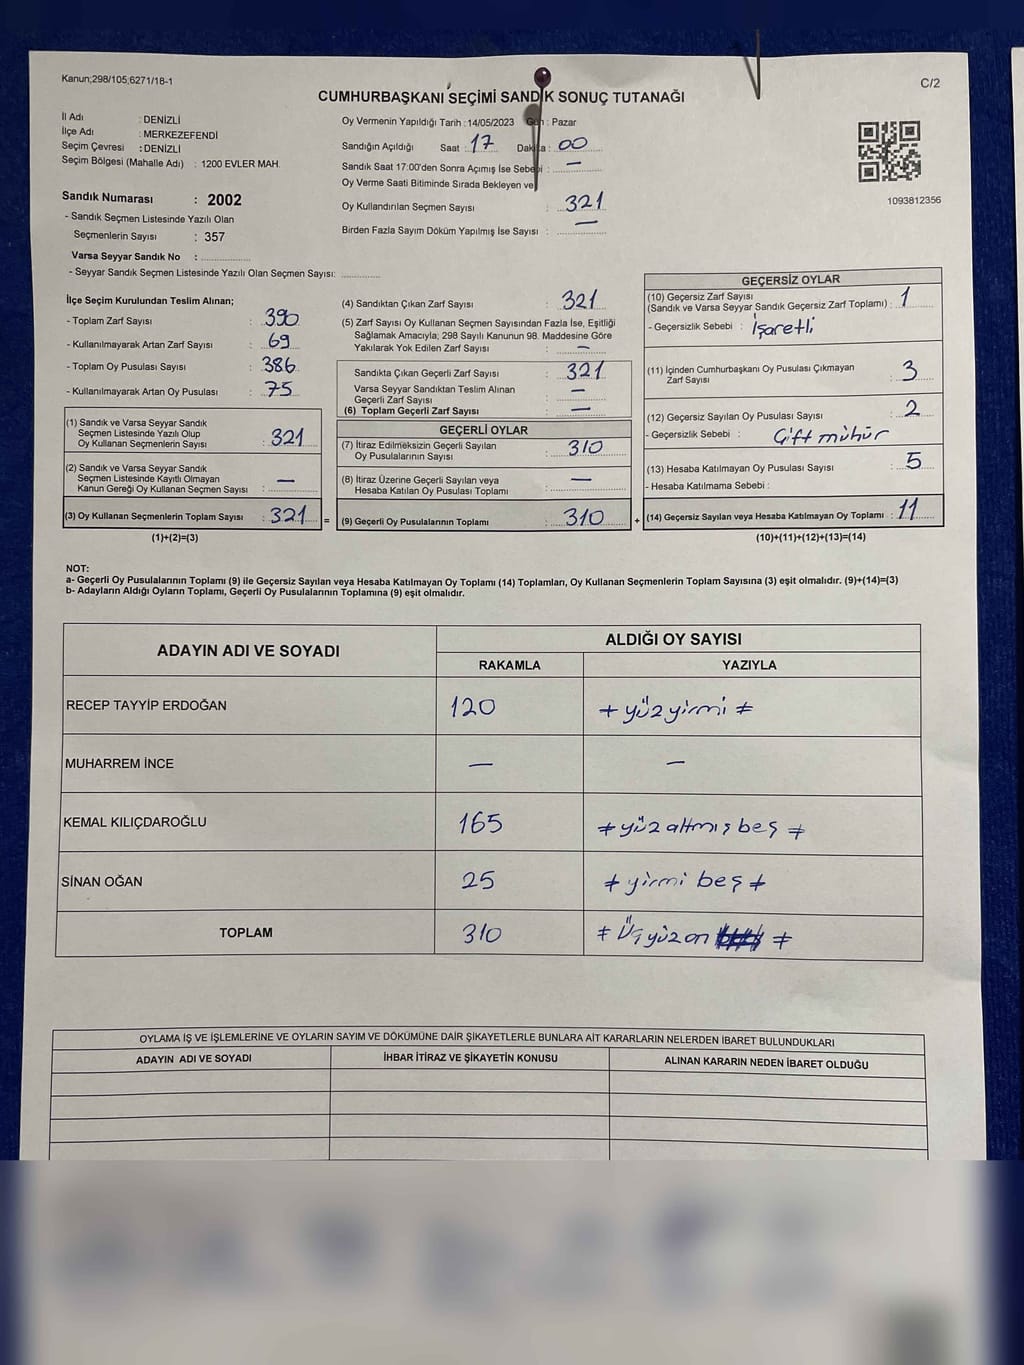 Kanun;298/105;6271/18-1
C/2
CUMHURBAŞKANI SEÇİMİ SANDIK SONUÇ TUTANAĞI
İl Adı : DENİZLİ
İlçe Adı : MERKEZEFENDİ
Seçim Çevresi : DENİZLİ
Seçim Bölgesi (Mahalle Adı) : 1200 EVLER MAH.
Sandık Numarası : 2002
- Sandık Seçmen Listesinde Yazılı Olan
Seçmenlerin Sayısı : 357
Varsa Seyyar Sandık No :
- Seyyar Sandık Seçmen Listesinde Yazılı Olan Seçmen Sayısı:
Oy Vermenin Yapıldığı Tarih :14/05/2023 Gün : Pazar
Sandığın Açıldığı Saat : 17 Dakika : 00
Sandık Saat 17:00'den Sonra Açımış İse Sebebi : —
Oy Verme Saati Bitiminde Sırada Bekleyen ve
Oy Kullandırılan Seçmen Sayısı : 321
Birden Fazla Sayım Döküm Yapılmış İse Sayısı : —
1093812356
İlçe Seçim Kurulundan Teslim Alınan;
- Toplam Zarf Sayısı : 390
- Kullanılmayarak Artan Zarf Sayısı : 69
- Toplam Oy Pusulası Sayısı : 386
- Kullanılmayarak Artan Oy Pusulası : 75
(1) Sandık ve Varsa Seyyar Sandık
Seçmen Listesinde Yazılı Olup
Oy Kullanan Seçmenlerin Sayısı : 321
(2) Sandık ve Varsa Seyyar Sandık
Seçmen Listesinde Kayıtlı Olmayan
Kanun Gereği Oy Kullanan Seçmen Sayısı : —
(3) Oy Kullanan Seçmenlerin Toplam Sayısı : 321 =
(1)+(2)=(3)
(4) Sandıktan Çıkan Zarf Sayısı : 321
(5) Zarf Sayısı Oy Kullanan Seçmen Sayısından Fazla İse, Eşitliği
Sağlamak Amacıyla; 298 Sayılı Kanunun 98. Maddesine Göre
Yakılarak Yok Edilen Zarf Sayısı : —
Sandıkta Çıkan Geçerli Zarf Sayısı : 321
Varsa Seyyar Sandıktan Teslim Alınan
Geçerli Zarf Sayısı : —
(6) Toplam Geçerli Zarf Sayısı : —
GEÇERLİ OYLAR
(7) İtiraz Edilmeksizin Geçerli Sayılan
Oy Pusulalarının Sayısı : 310
(8) İtiraz Üzerine Geçerli Sayılan veya
Hesaba Katılan Oy Pusulası Toplamı : —
(9) Geçerli Oy Pusulalarının Toplamı : 310 +
GEÇERSİZ OYLAR
(10) Geçersiz Zarf Sayısı
(Sandık ve Varsa Seyyar Sandık Geçersiz Zarf Toplamı) : 1
- Geçersizlik Sebebi : İşaretli
(11) İçinden Cumhurbaşkanı Oy Pusulası Çıkmayan
Zarf Sayısı : 3
(12) Geçersiz Sayılan Oy Pusulası Sayısı : 2
- Geçersizlik Sebebi : Çift mühür
(13) Hesaba Katılmayan Oy Pusulası Sayısı : 5
- Hesaba Katılmama Sebebi :
(14) Geçersiz Sayılan veya Hesaba Katılmayan Oy Toplamı : 11
(10)+(11)+(12)+(13)=(14)
NOT:
a- Geçerli Oy Pusulalarının Toplamı (9) ile Geçersiz Sayılan veya Hesaba Katılmayan Oy Toplamı (14) Toplamları, Oy Kullanan Seçmenlerin Toplam Sayısına (3) eşit olmalıdır. (9)+(14)=(3)
b- Adayların Aldığı Oyların Toplamı, Geçerli Oy Pusulalarının Toplamına (9) eşit olmalıdır.
ADAYIN ADI VE SOYADI ALDIĞI OY SAYISI
RAKAMLA YAZIYLA
RECEP TAYYİP ERDOĞAN 120 ≠ yüz yirmi ≠
MUHARREM İNCE — —
KEMAL KILIÇDAROĞLU 165 ≠ yüz altmış beş ≠
SİNAN OĞAN 25 ≠ yirmi beş ≠
TOPLAM 310 ≠ Üç yüz on ≠
OYLAMA İŞ VE İŞLEMLERİNE VE OYLARIN SAYIM VE DÖKÜMÜNE DAİR ŞİKAYETLERLE BUNLARA AİT KARARLARIN NELERDEN İBARET BULUNDUKLARI
ADAYIN ADI VE SOYADI İHBAR İTİRAZ VE ŞİKAYETİN KONUSU ALINAN KARARIN NEDEN İBARET OLDUĞU